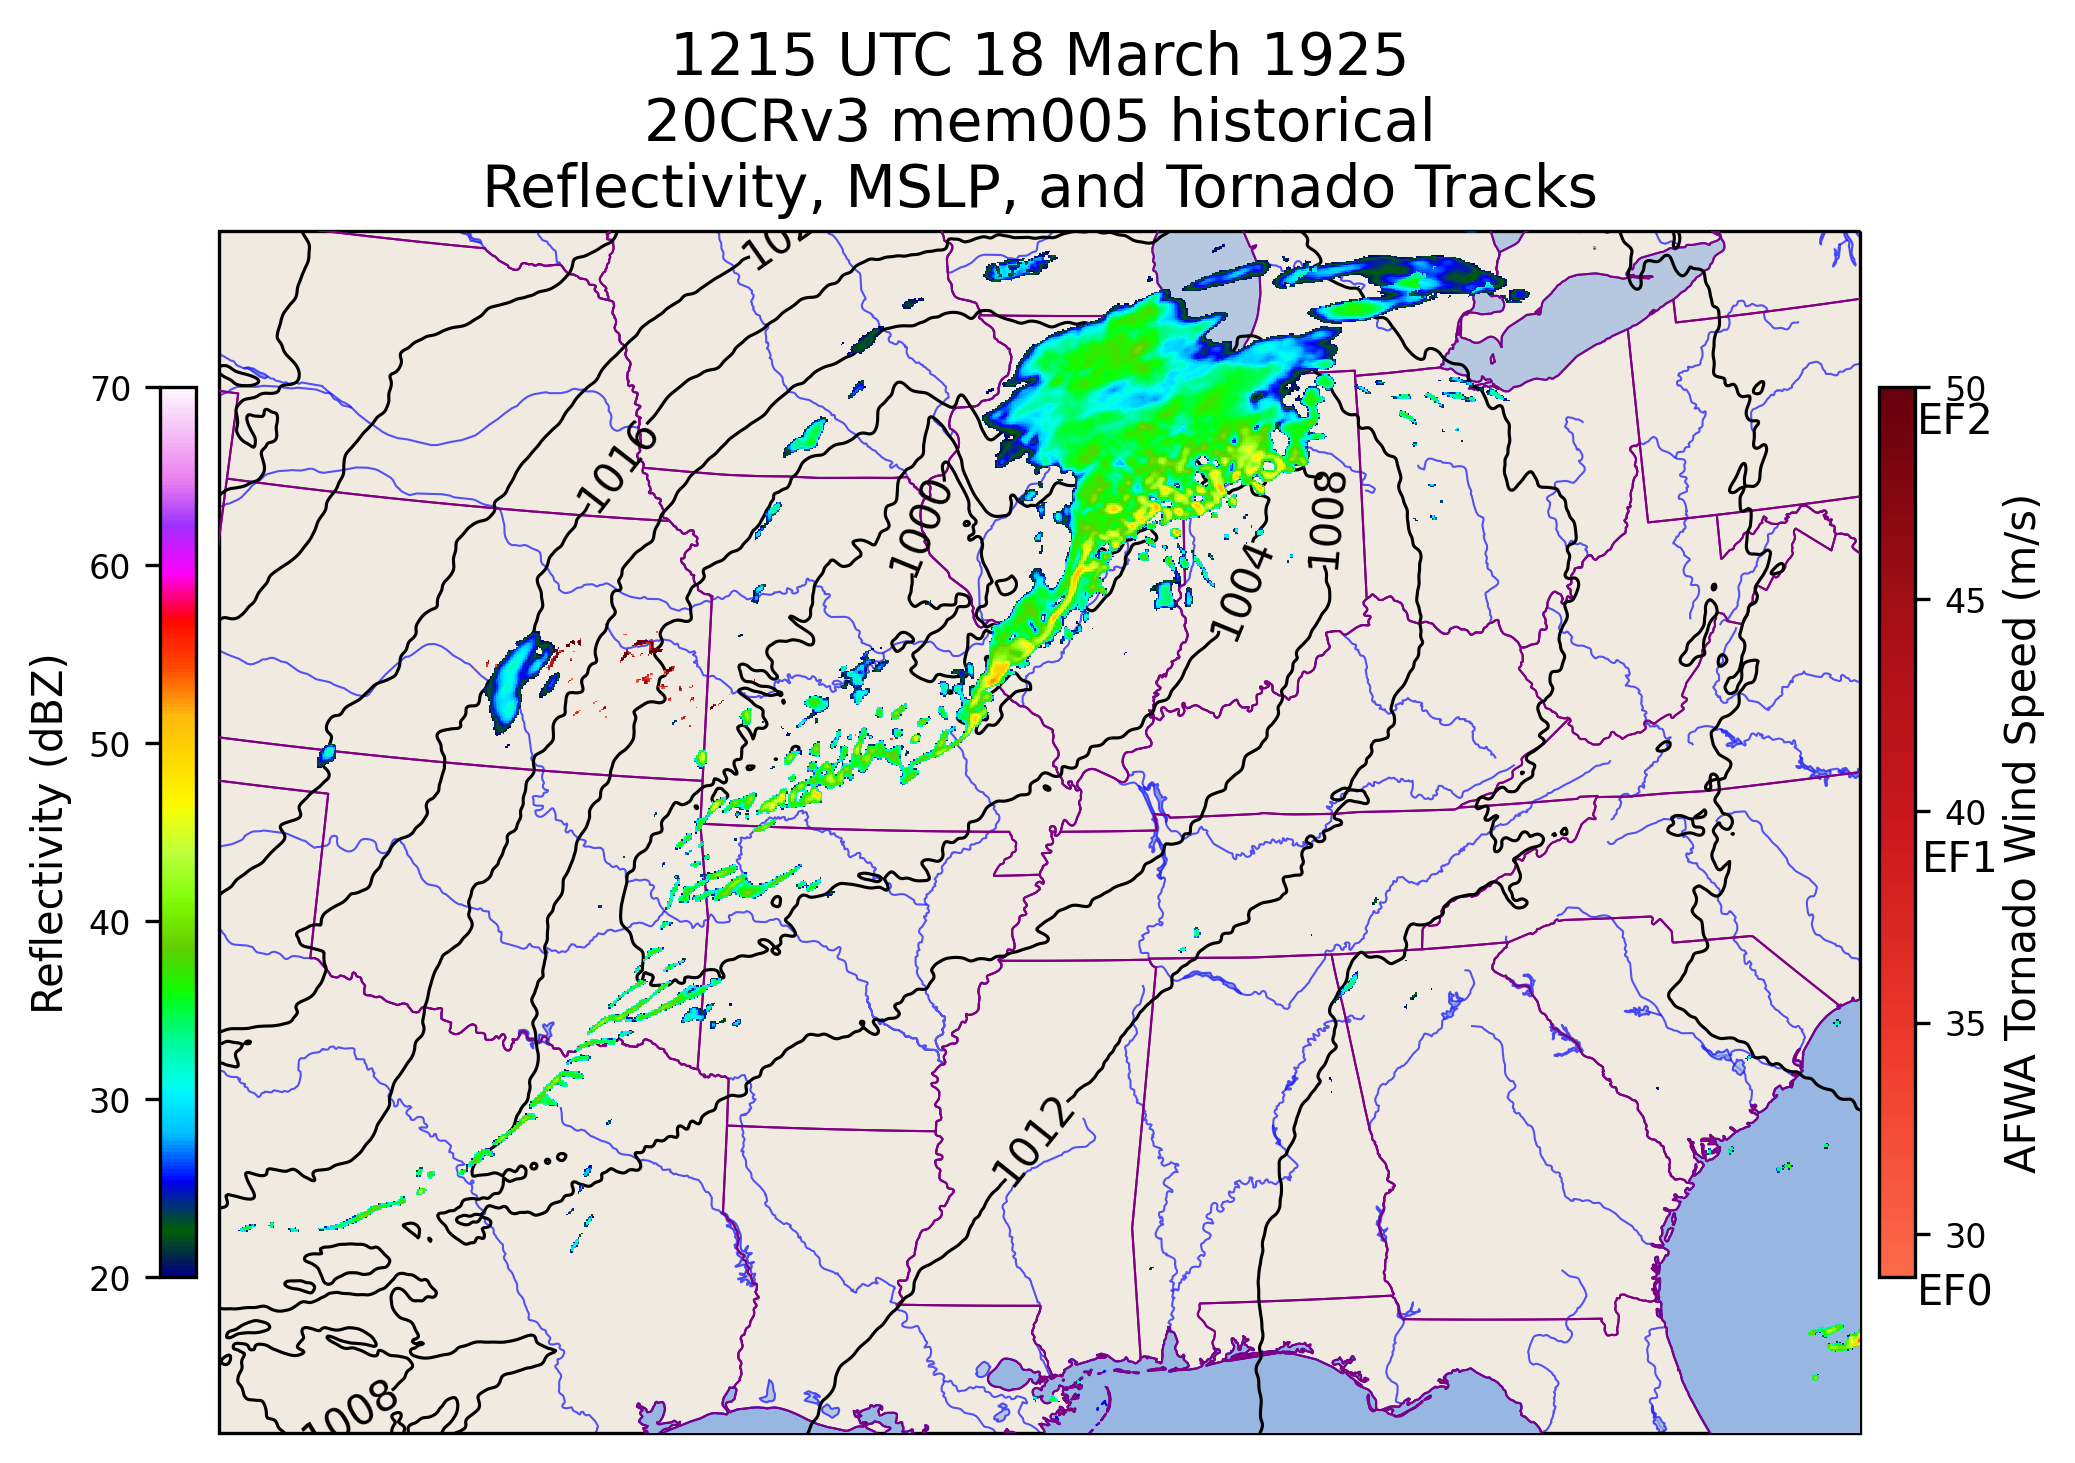 1215 UTC 18 March 1925
20CRv3 mem005 historical
Reflectivity, MSLP, and Tornado Tracks
70
60
50
40
30
20
Reflectivity (dBZ)
1016
1000
1008
1004
1012
1008
50
EF2
45
40
EF1
35
30
EF0
AFWA Tornado Wind Speed (m/s)